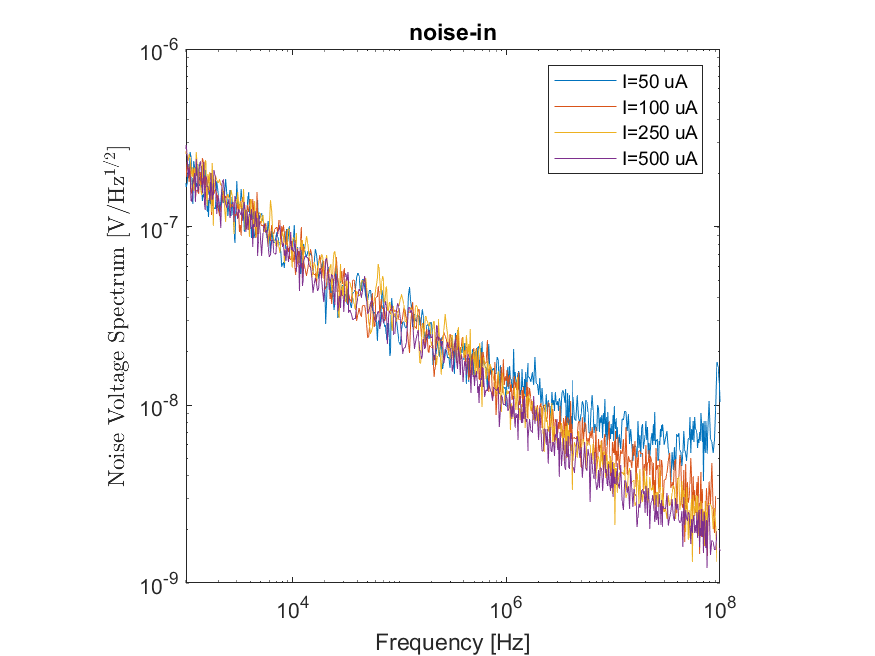 noise-in
10^-6
10^-7
10^-8
10^-9
Noise Voltage Spectrum [V/Hz^1/2]
I=50 uA
I=100 uA
I=250 uA
I=500 uA
10^4
10^6
10^8
Frequency [Hz]